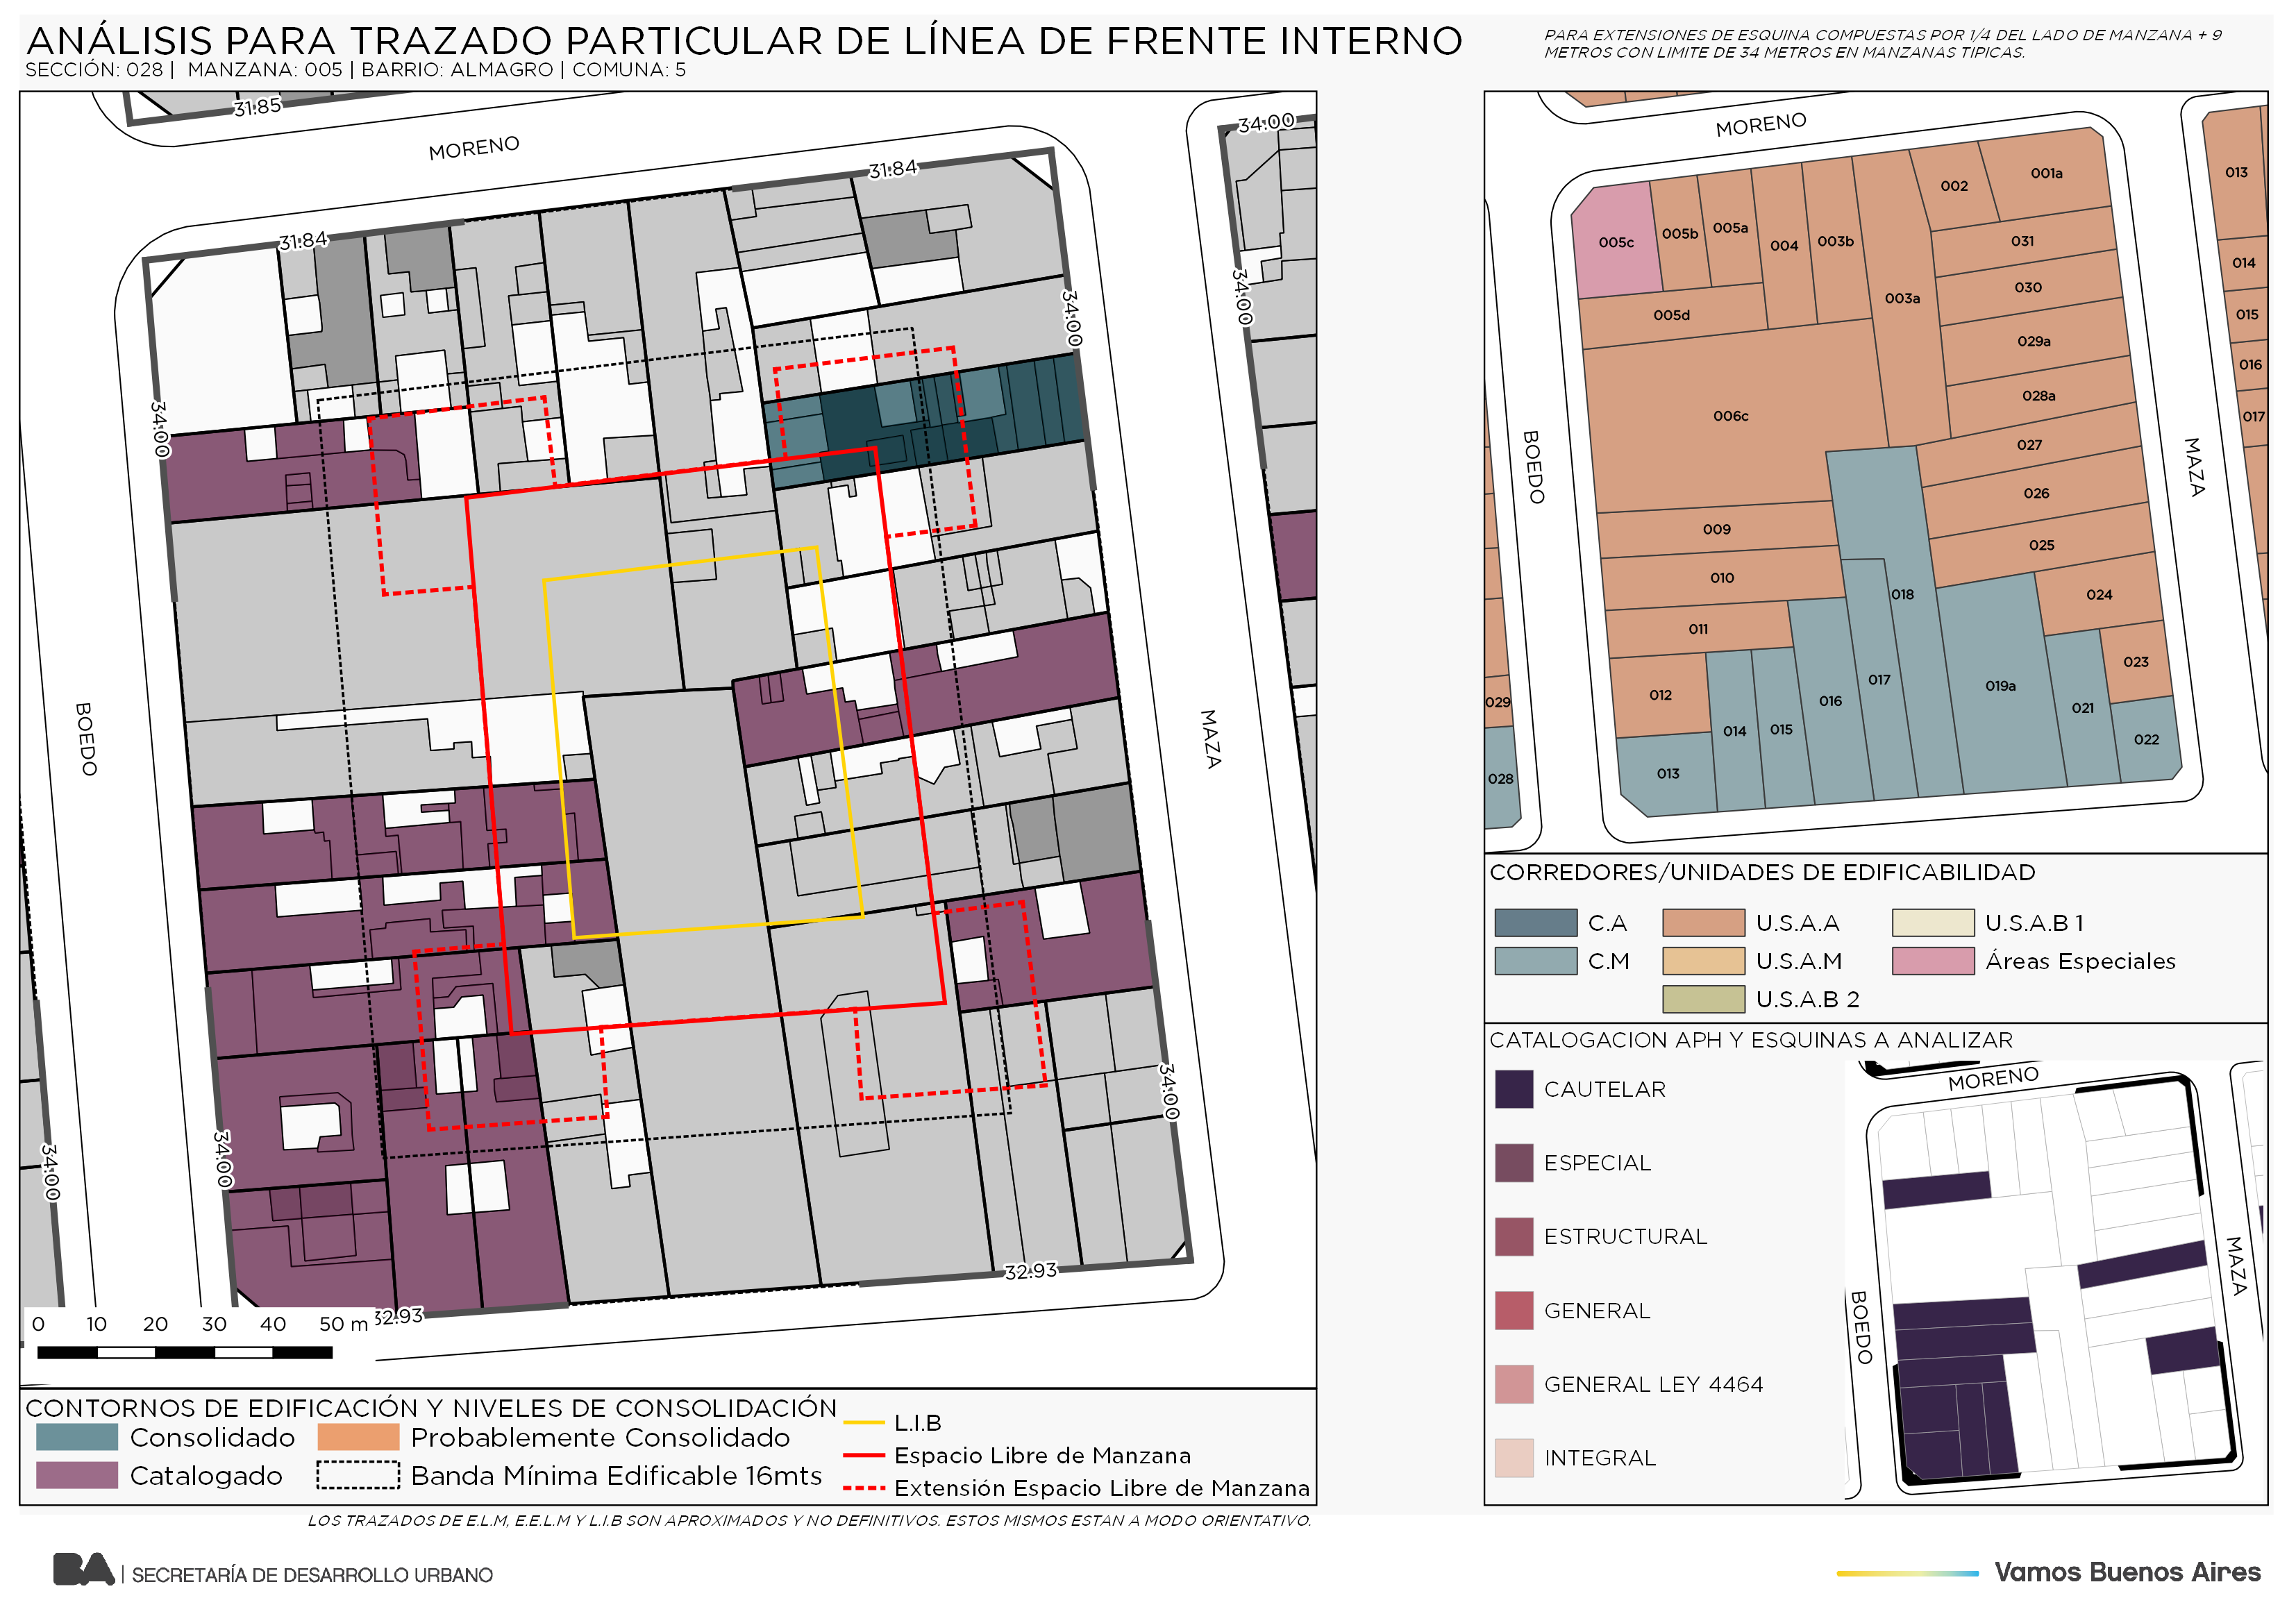 ANÁLISIS PARA TRAZADO PARTICULAR DE LÍNEA DE FRENTE INTERNO
SECCIÓN: 028 | MANZANA: 005 | BARRIO: ALMAGRO | COMUNA: 5
PARA EXTENSIONES DE ESQUINA COMPUESTAS POR 1/4 DEL LADO DE MANZANA + 9
METROS CON LIMITE DE 34 METROS EN MANZANAS TIPICAS.
31.85
MORENO
34.00
31.84
31.84
34.00
34.00
34.00
BOEDO
MAZA
34.00
34.00
34.00
32.93
32.93
0 10 20 30 40 50 m
CONTORNOS DE EDIFICACIÓN Y NIVELES DE CONSOLIDACIÓN
Consolidado
Probablemente Consolidado
Catalogado
Banda Mínima Edificable 16mts
L.I.B
Espacio Libre de Manzana
Extensión Espacio Libre de Manzana
MORENO
001a
002
013
005c
005b
005a
004
003b
031
014
003a
030
005d
015
029a
016
028a
006c
017
027
BOEDO
MAZA
026
009
025
010
018
024
011
023
012
017
019a
029
016
021
014
015
022
013
028
CORREDORES/UNIDADES DE EDIFICABILIDAD
C.A
U.S.A.A
U.S.A.B 1
C.M
U.S.A.M
Áreas Especiales
U.S.A.B 2
CATALOGACION APH Y ESQUINAS A ANALIZAR
CAUTELAR
ESPECIAL
ESTRUCTURAL
GENERAL
GENERAL LEY 4464
INTEGRAL
MORENO
MAZA
BOEDO
LOS TRAZADOS DE E.L.M, E.E.L.M Y L.I.B SON APROXIMADOS Y NO DEFINITIVOS. ESTOS MISMOS ESTAN A MODO ORIENTATIVO.
BA | SECRETARÍA DE DESARROLLO URBANO
Vamos Buenos Aires